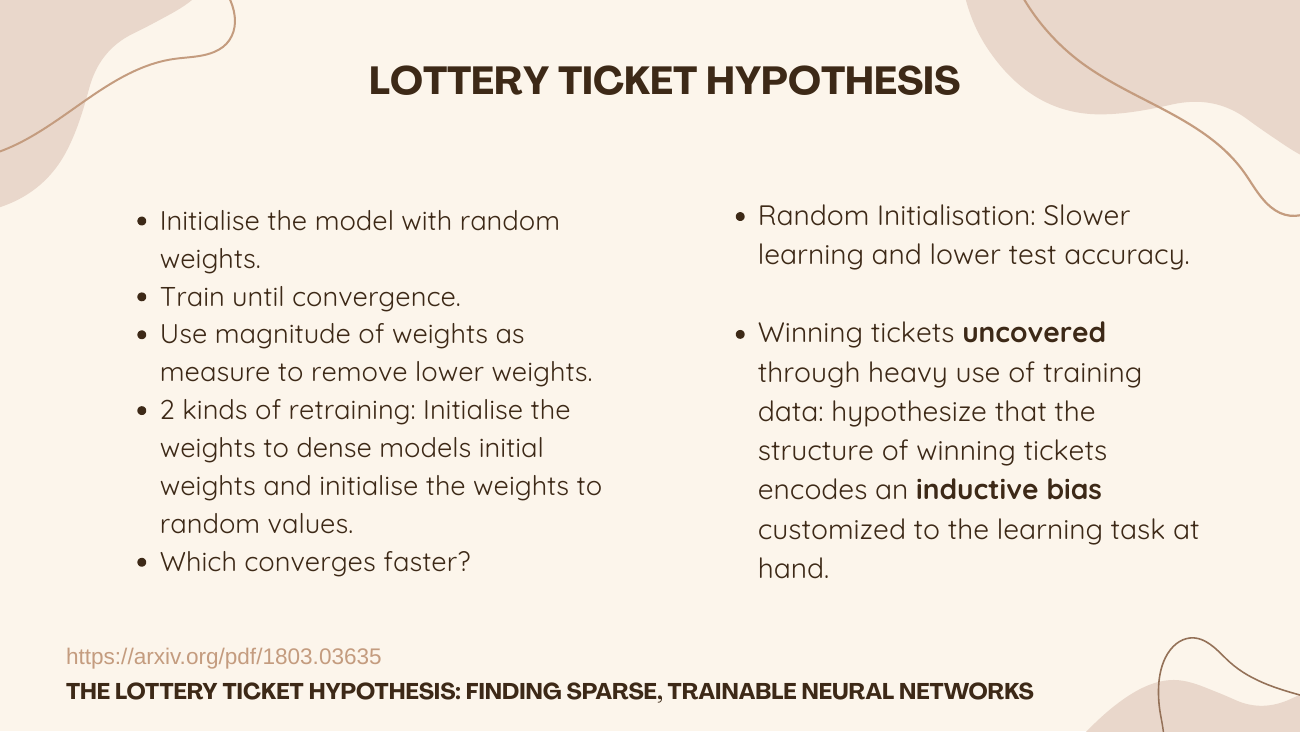 LOTTERY TICKET HYPOTHESIS
• Initialise the model with random
weights.
• Train until convergence.
• Use magnitude of weights as
measure to remove lower weights.
• 2 kinds of retraining: Initialise the
weights to dense models initial
weights and initialise the weights to
random values.
• Which converges faster?
• Random Initialisation: Slower
learning and lower test accuracy.
• Winning tickets uncovered
through heavy use of training
data: hypothesize that the
structure of winning tickets
encodes an inductive bias
customized to the learning task at
hand.
https://arxiv.org/pdf/1803.03635
THE LOTTERY TICKET HYPOTHESIS: FINDING SPARSE, TRAINABLE NEURAL NETWORKS